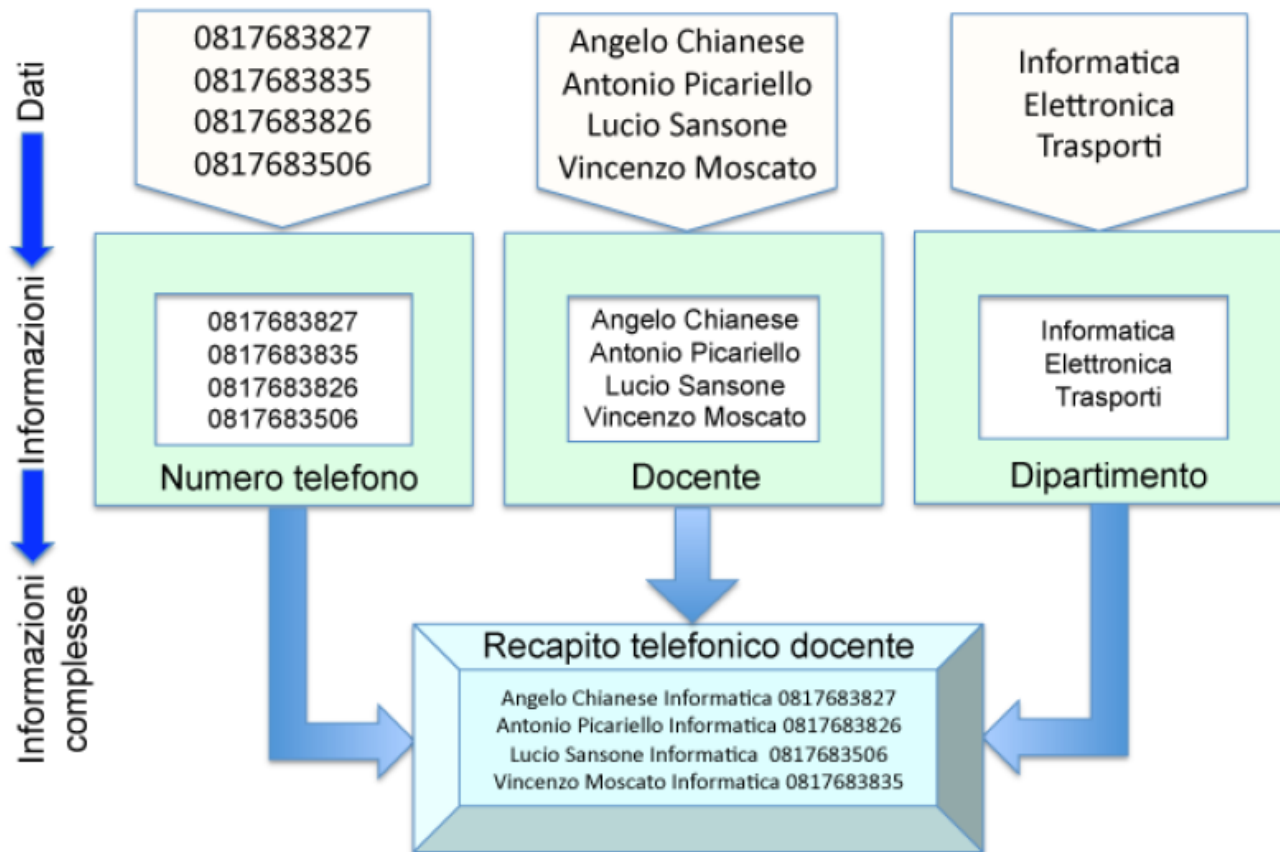 Dati
0817683827
0817683835
0817683826
0817683506
Angelo Chianese
Antonio Picariello
Lucio Sansone
Vincenzo Moscato
Informatica
Elettronica
Trasporti
Informazioni
0817683827
0817683835
0817683826
0817683506
Numero telefono
Angelo Chianese
Antonio Picariello
Lucio Sansone
Vincenzo Moscato
Docente
Informatica
Elettronica
Trasporti
Dipartimento
Informazioni
complesse
Recapito telefonico docente
Angelo Chianese Informatica 0817683827
Antonio Picariello Informatica 0817683826
Lucio Sansone Informatica 0817683506
Vincenzo Moscato Informatica 0817683835